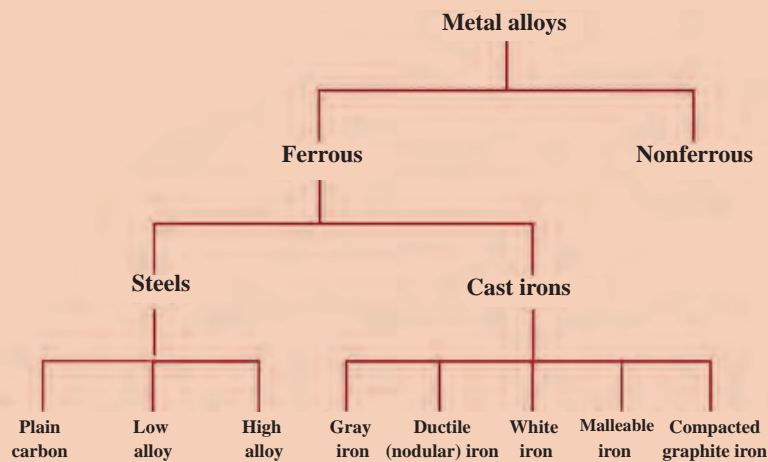 Metal alloys
Ferrous
Nonferrous
Steels
Cast irons
Plain
carbon
Low
alloy
High
alloy
Gray
iron
Ductile
(nodular) iron
White
iron
Malleable
iron
Compacted
graphite iron